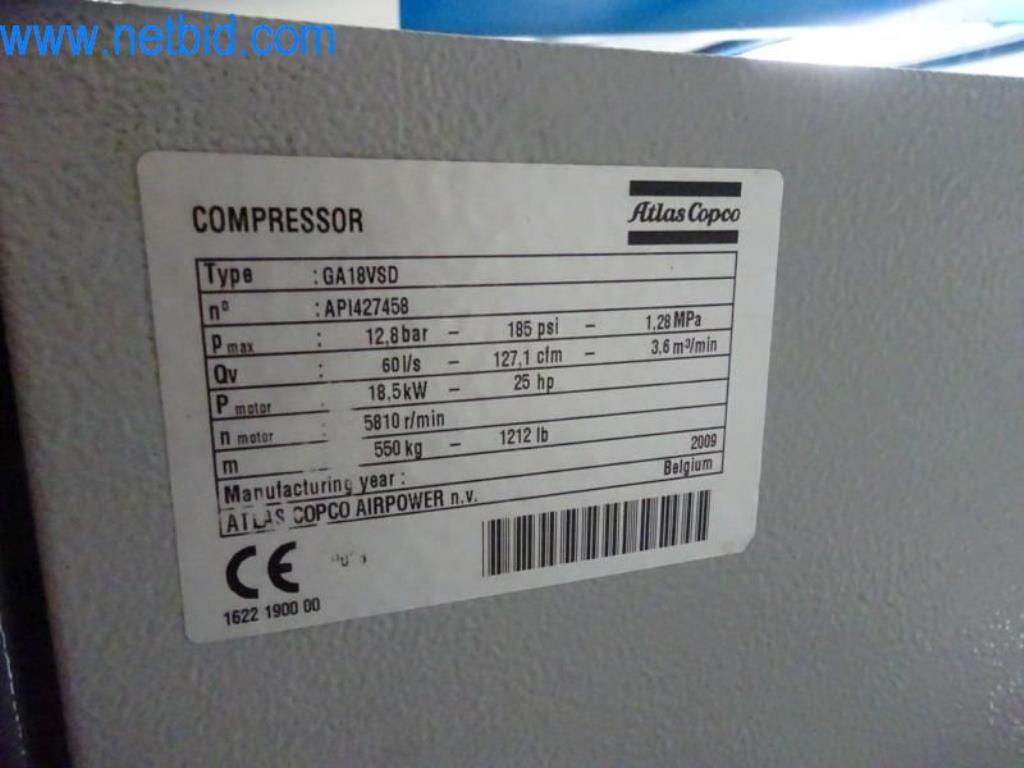 www.netbid.com
COMPRESSOR
Atlas Copco
Type : GA18VSD
nº : API427458
P max : 12,8 bar – 185 psi – 1,28 MPa
Qv : 60 l/s – 127,1 cfm – 3,6 m³/min
P motor : 18,5 kW – 25 hp
n motor : 5810 r/min
m 550 kg – 1212 lb
Manufacturing year : 2009
ATLAS COPCO AIRPOWER n.v. Belgium
CE
1622 1900 00